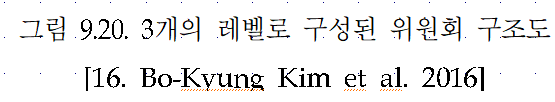 그림 9.20. 3개의 레벨로 구성된 위원회 구조도
[16. Bo-Kyung Kim et al. 2016]